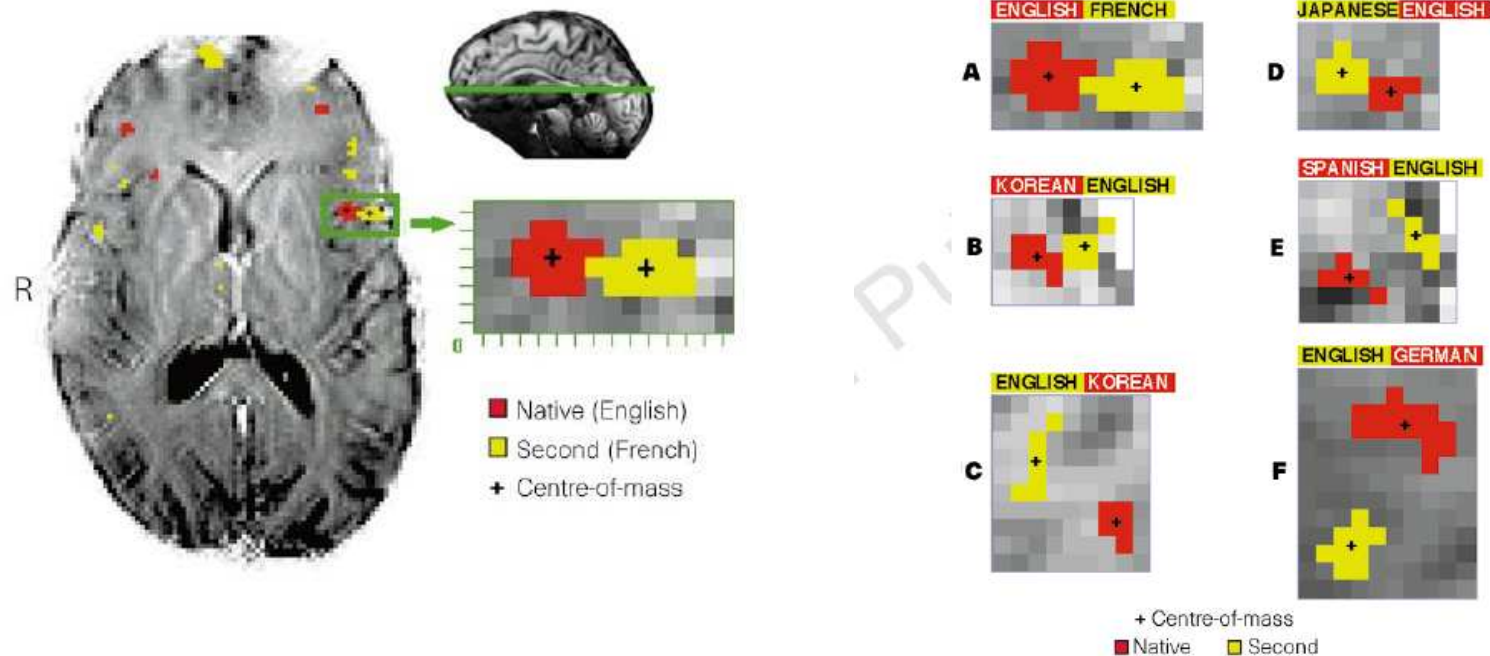 R
Native (English)
Second (French)
+ Centre-of-mass
ENGLISH FRENCH
A
KOREAN ENGLISH
B
ENGLISH KOREAN
C
JAPANESE ENGLISH
D
SPANISH ENGLISH
E
ENGLISH GERMAN
F
+ Centre-of-mass
Native Second